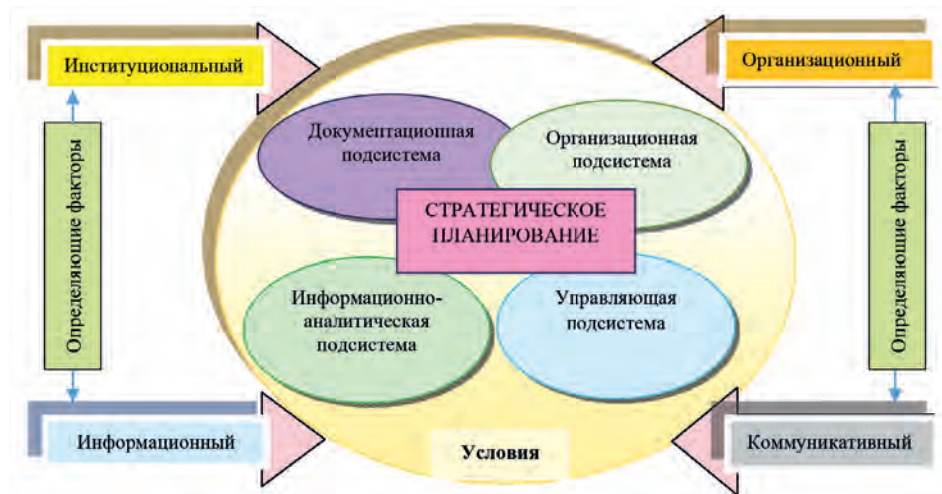 Институциональный
Организационный
Определяющие факторы
Документационная
подсистема
Организационная
подсистема
СТРАТЕГИЧЕСКОЕ
ПЛАНИРОВАНИЕ
Информационно-
аналитическая
подсистема
Управляющая
подсистема
Определяющие факторы
Информационный
Условия
Коммуникативный